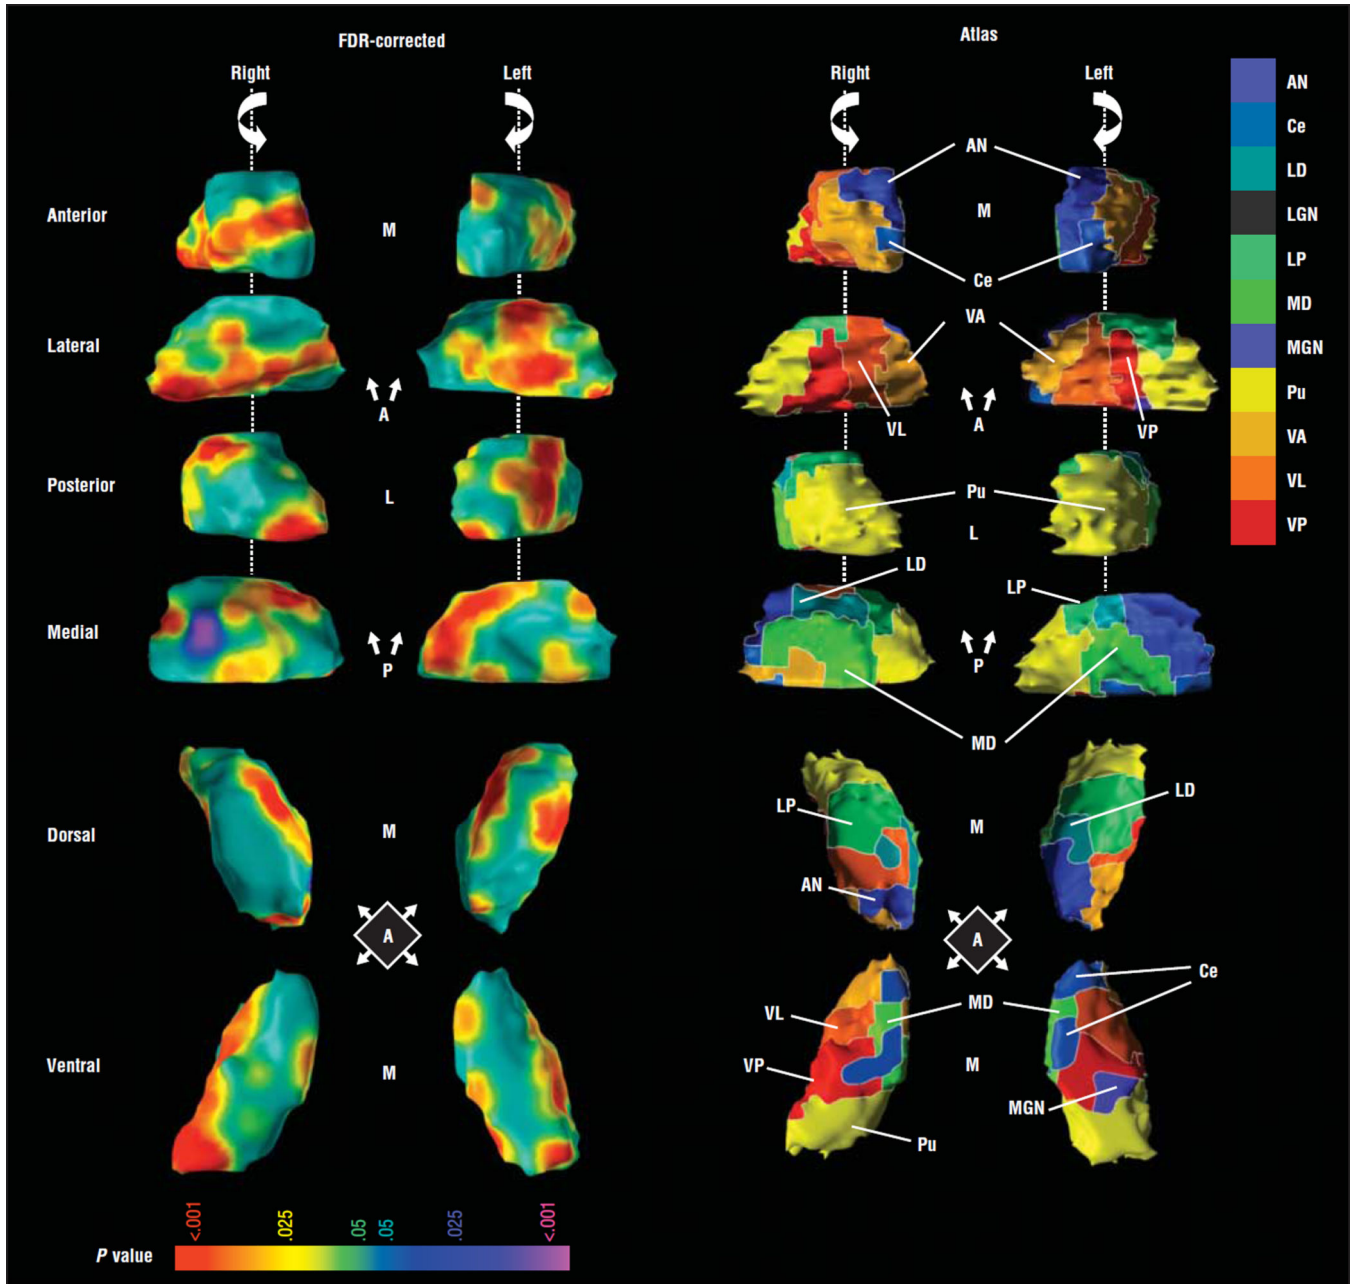 FDR-corrected
Atlas
Right
Left
Right
Left
AN
Ce
LD
LGN
LP
MD
MGN
Pu
VA
VL
VP
Anterior
M
AN
M
Ce
Lateral
A
VA
VL
A
VP
Posterior
L
Pu
L
Medial
P
LD
LP
P
MD
Dorsal
M
LP
AN
M
LD
A
A
Ventral
M
VL
VP
MD
M
Ce
MGN
Pu
<.001
.025
.05
.05
.025
<.001
P value